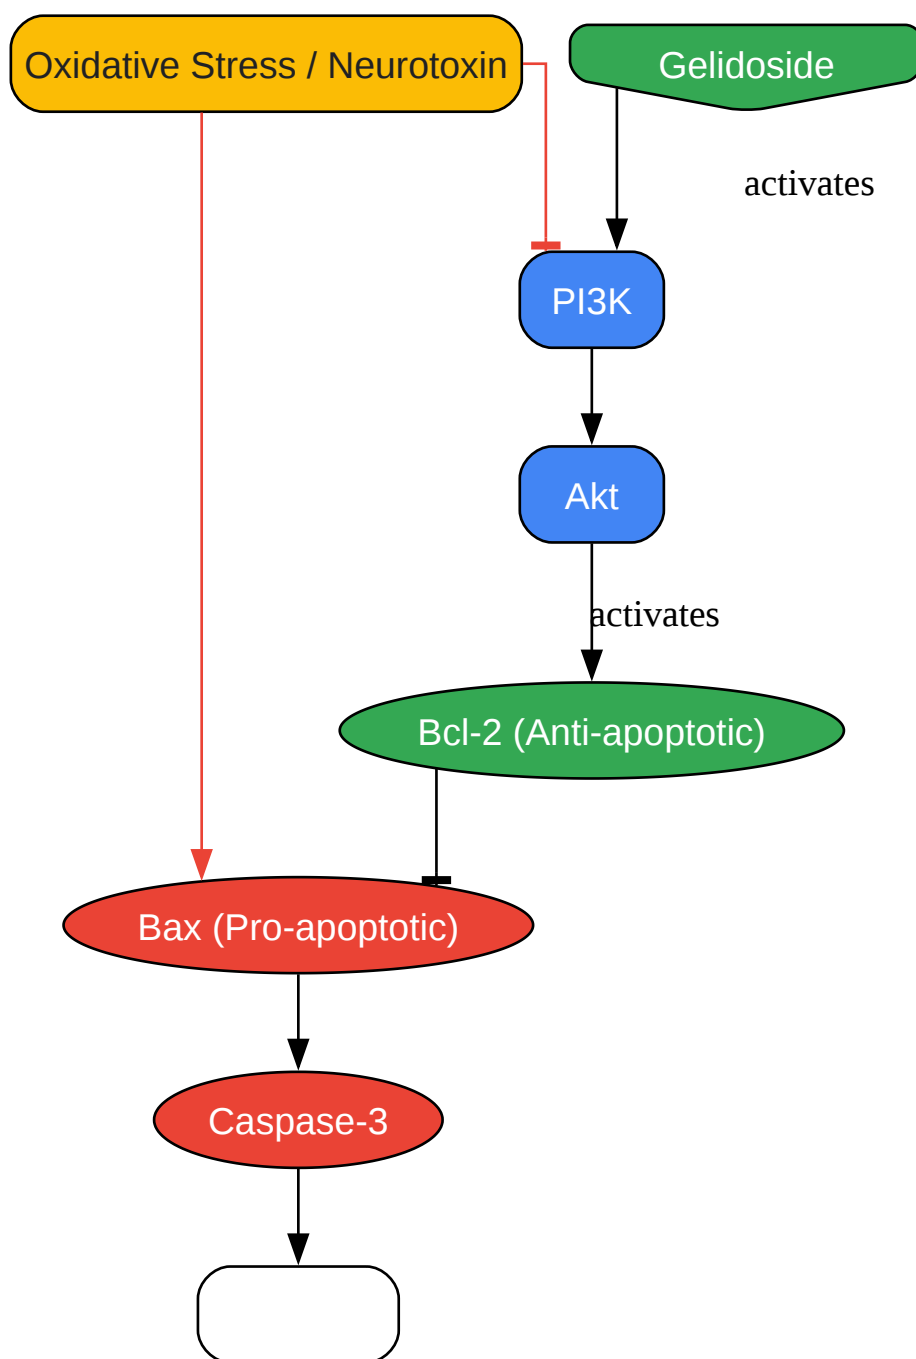 Oxidative Stress / Neurotoxin
Gelidoside
activates
PI3K
Akt
activates
Bcl-2 (Anti-apoptotic)
Bax (Pro-apoptotic)
Caspase-3